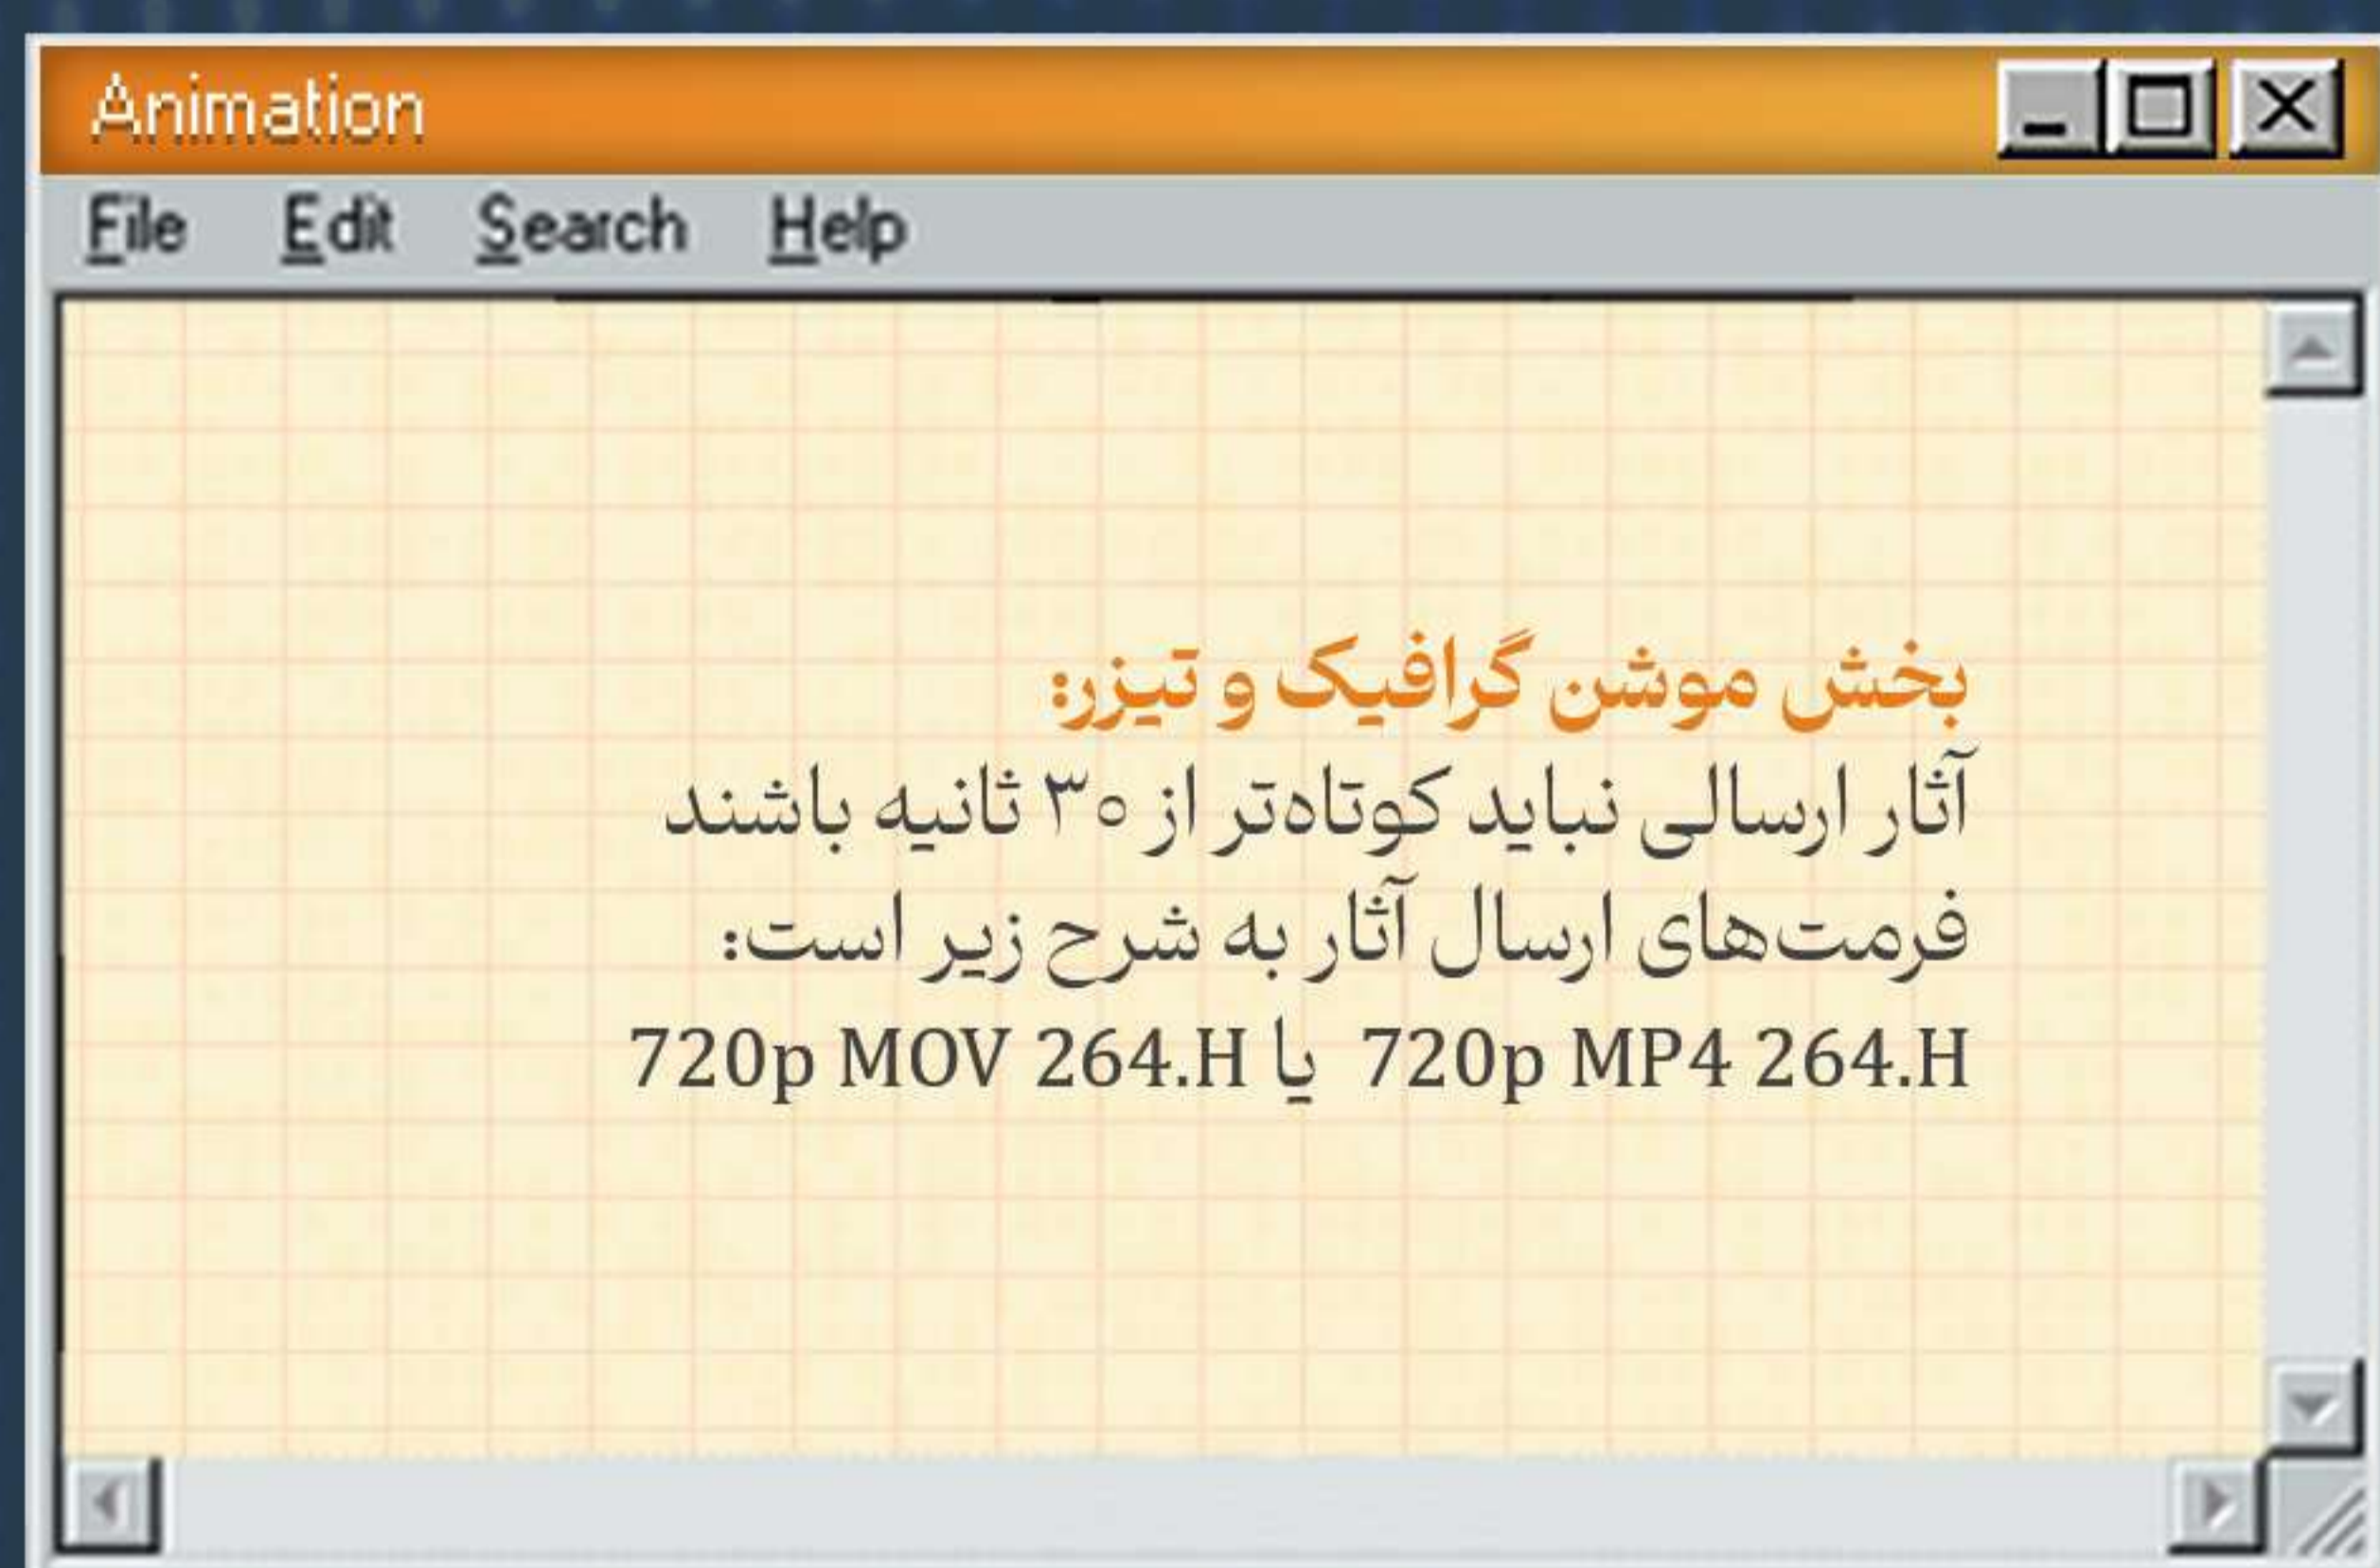 Animation
File Edit Search Help
بخش موشن گرافیک و تیزر:
آثار ارسالی نباید کوتاه‌تر از ۳۰ ثانیه باشند
فرمت‌های ارسال آثار به شرح زیر است:
720p MP4 264.H یا 720p MOV 264.H